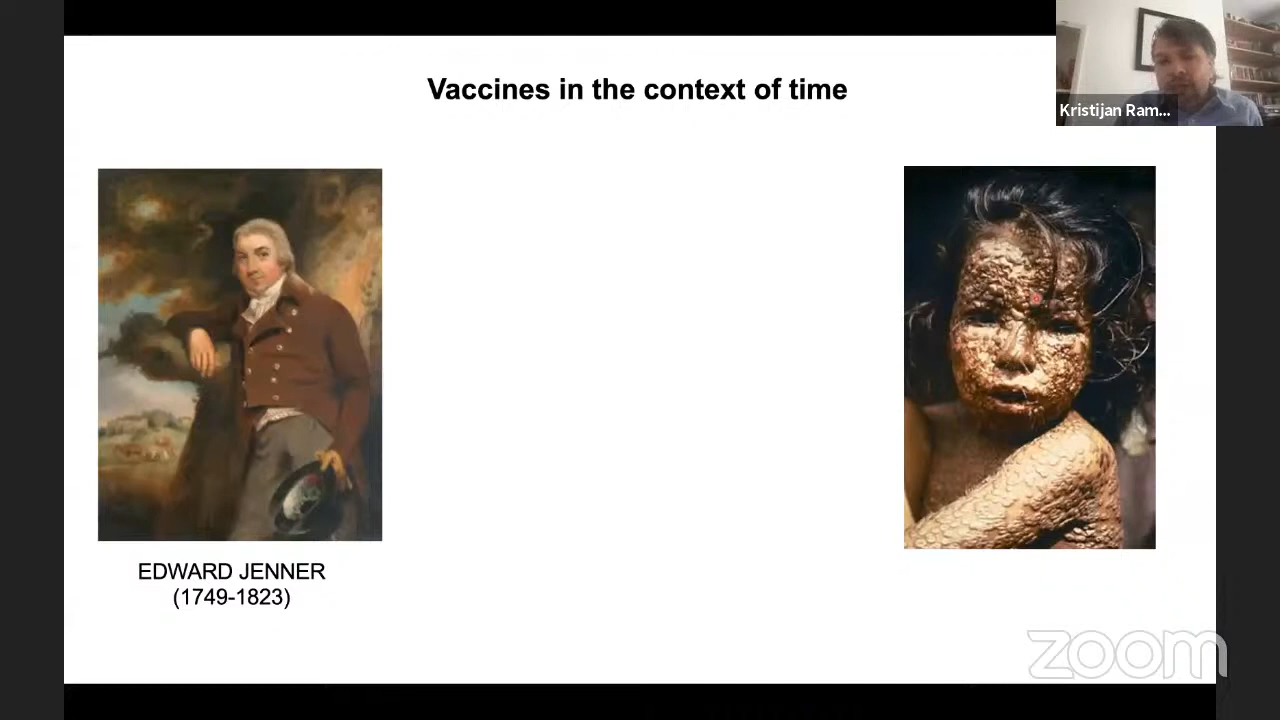 Vaccines in the context of time
Kristijan Ram...
EDWARD JENNER
(1749-1823)
zoom